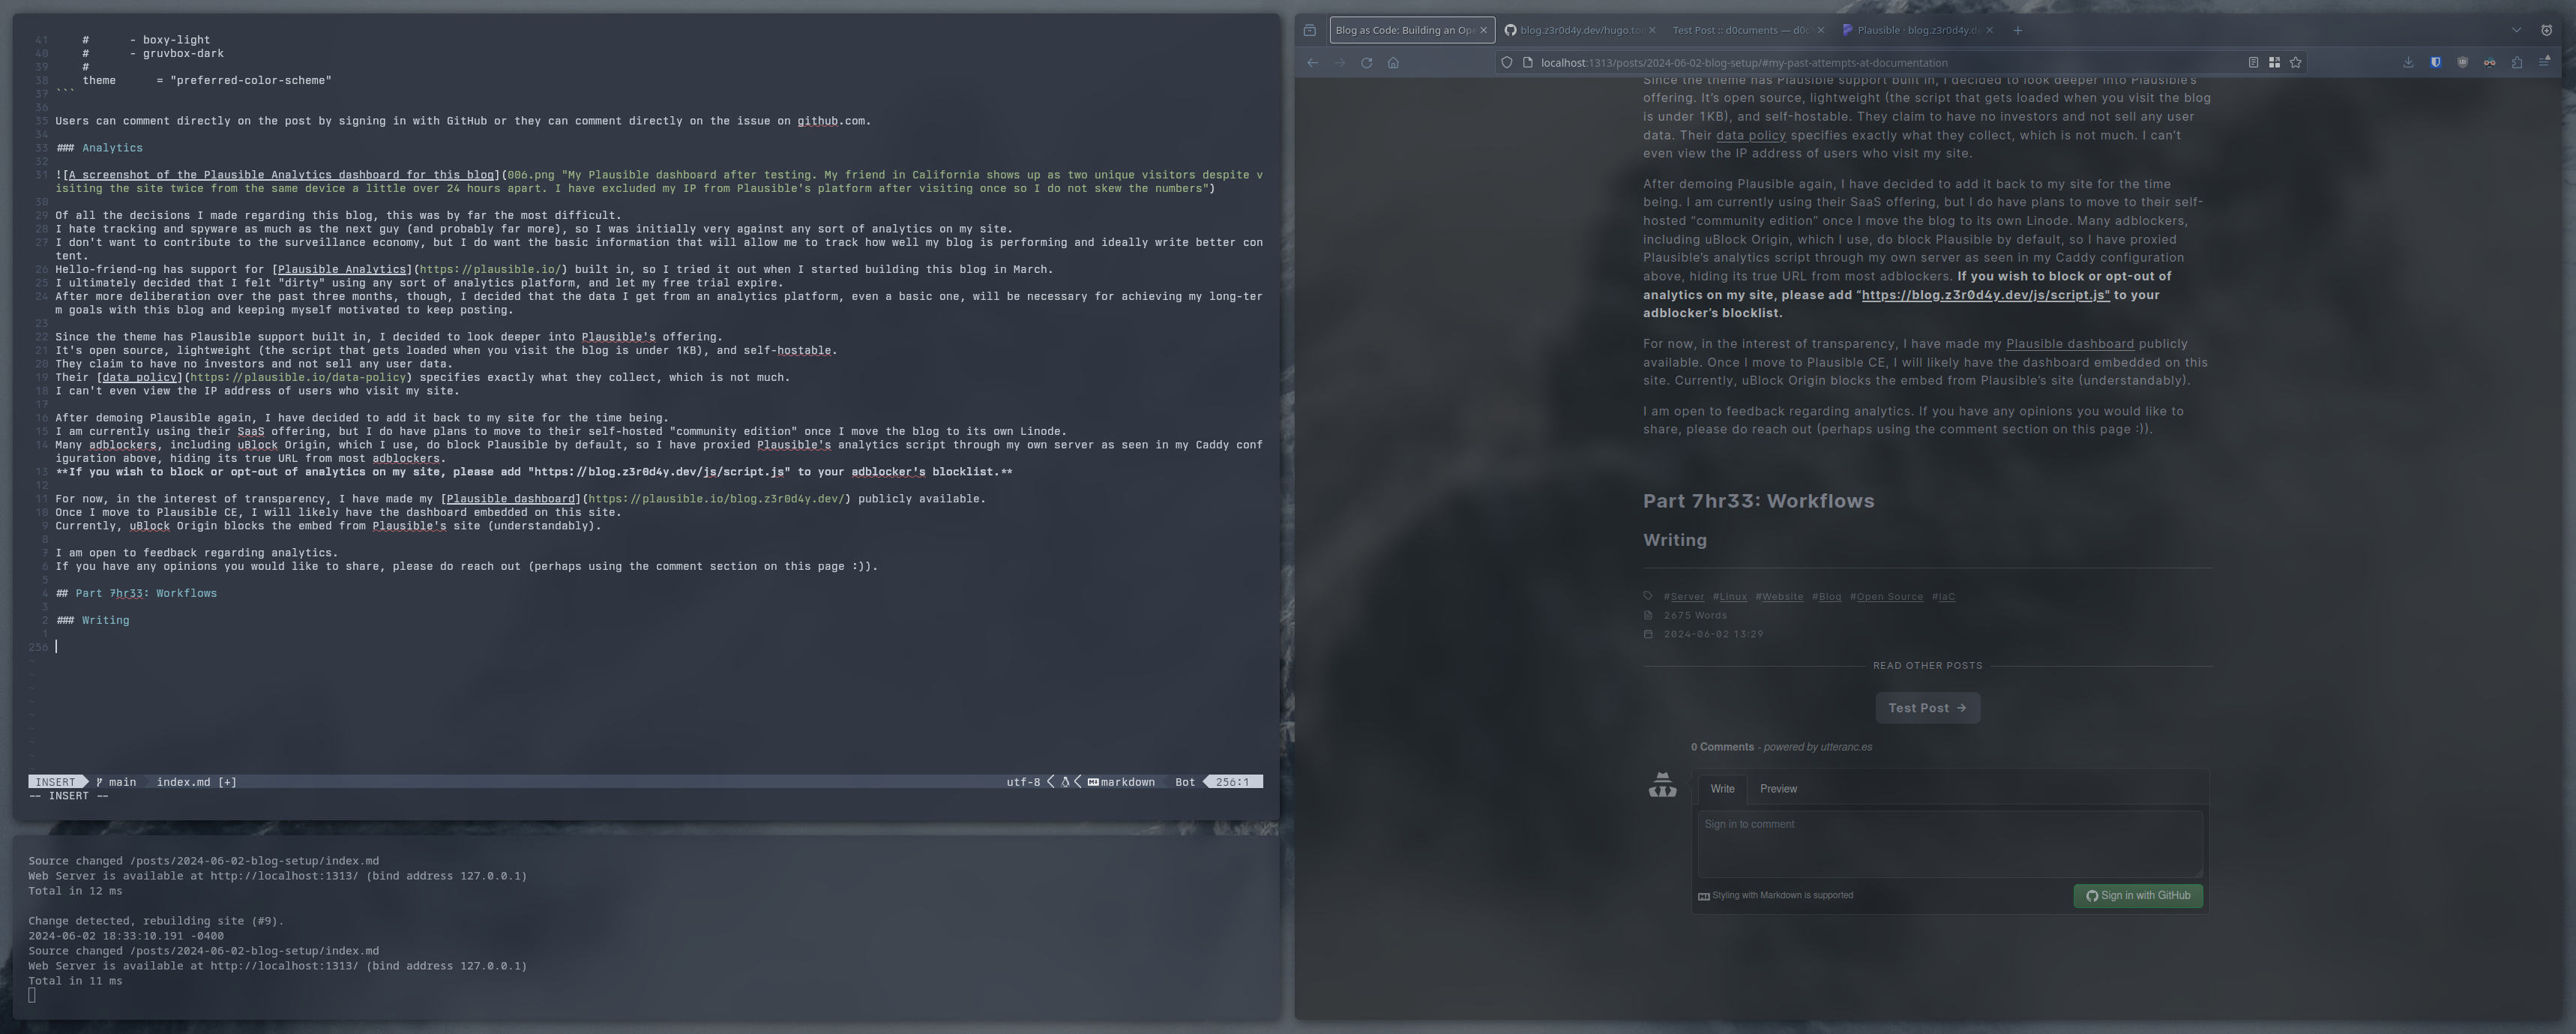 41     #      - boxy-light
40     #      - gruvbox-dark
39     #
38     theme      = "preferred-color-scheme"
37 ```
36
35 Users can comment directly on the post by signing in with GitHub or they can comment directly on the issue on github.com.
34
33 ### Analytics
32
31 ![A screenshot of the Plausible Analytics dashboard for this blog](006.png "My Plausible dashboard after testing. My friend in California shows up as two unique visitors despite v
isiting the site twice from the same device a little over 24 hours apart. I have excluded my IP from Plausible's platform after visiting once so I do not skew the numbers")
30
29 Of all the decisions I made regarding this blog, this was by far the most difficult.
28 I hate tracking and spyware as much as the next guy (and probably far more), so I was initially very against any sort of analytics on my site.
27 I don't want to contribute to the surveillance economy, but I do want the basic information that will allow me to track how well my blog is performing and ideally write better con
tent.
26 Hello-friend-ng has support for [Plausible Analytics](https://plausible.io/) built in, so I tried it out when I started building this blog in March.
25 I ultimately decided that I felt "dirty" using any sort of analytics platform, and let my free trial expire.
24 After more deliberation over the past three months, though, I decided that the data I get from an analytics platform, even a basic one, will be necessary for achieving my long-ter
m goals with this blog and keeping myself motivated to keep posting.
23
22 Since the theme has Plausible support built in, I decided to look deeper into Plausible's offering.
21 It's open source, lightweight (the script that gets loaded when you visit the blog is under 1KB), and self-hostable.
20 They claim to have no investors and not sell any user data.
19 Their [data policy](https://plausible.io/data-policy) specifies exactly what they collect, which is not much.
18 I can't even view the IP address of users who visit my site.
17
16 After demoing Plausible again, I have decided to add it back to my site for the time being.
15 I am currently using their SaaS offering, but I do have plans to move to their self-hosted "community edition" once I move the blog to its own Linode.
14 Many adblockers, including uBlock Origin, which I use, do block Plausible by default, so I have proxied Plausible's analytics script through my own server as seen in my Caddy conf
iguration above, hiding its true URL from most adblockers.
13 **If you wish to block or opt-out of analytics on my site, please add "https://blog.z3r0d4y.dev/js/script.js" to your adblocker's blocklist.**
12
11 For now, in the interest of transparency, I have made my [Plausible dashboard](https://plausible.io/blog.z3r0d4y.dev/) publicly available.
10 Once I move to Plausible CE, I will likely have the dashboard embedded on this site.
9 Currently, uBlock Origin blocks the embed from Plausible's site (understandably).
8
7 I am open to feedback regarding analytics.
6 If you have any opinions you would like to share, please do reach out (perhaps using the comment section on this page :)).
5
4 ## Part 7hr33: Workflows
3
2 ### Writing
1
256
~
~
~
~
~
~
~
~
INSERT main index.md [+] utf-8 markdown Bot 256:1
-- INSERT --
Source changed /posts/2024-06-02-blog-setup/index.md
Web Server is available at http://localhost:1313/ (bind address 127.0.0.1)
Total in 12 ms
Change detected, rebuilding site (#9).
2024-06-02 18:33:10.191 -0400
Source changed /posts/2024-06-02-blog-setup/index.md
Web Server is available at http://localhost:1313/ (bind address 127.0.0.1)
Total in 11 ms
Blog as Code: Building an Ope blog.z3r0d4y.dev/hugo.to Test Post :: d0cuments — d0c Plausible · blog.z3r0d4y.de
localhost:1313/posts/2024-06-02-blog-setup/#my-past-attempts-at-documentation
Since the theme has Plausible support built in, I decided to look deeper into Plausible's
offering. It's open source, lightweight (the script that gets loaded when you visit the blog
is under 1KB), and self-hostable. They claim to have no investors and not sell any user
data. Their data policy specifies exactly what they collect, which is not much. I can't
even view the IP address of users who visit my site.
After demoing Plausible again, I have decided to add it back to my site for the time
being. I am currently using their SaaS offering, but I do have plans to move to their self-
hosted “community edition” once I move the blog to its own Linode. Many adblockers,
including uBlock Origin, which I use, do block Plausible by default, so I have proxied
Plausible's analytics script through my own server as seen in my Caddy configuration
above, hiding its true URL from most adblockers. If you wish to block or opt-out of
analytics on my site, please add “https://blog.z3r0d4y.dev/js/script.js" to your
adblocker's blocklist.
For now, in the interest of transparency, I have made my Plausible dashboard publicly
available. Once I move to Plausible CE, I will likely have the dashboard embedded on this
site. Currently, uBlock Origin blocks the embed from Plausible's site (understandably).
I am open to feedback regarding analytics. If you have any opinions you would like to
share, please do reach out (perhaps using the comment section on this page :)).
Part 7hr33: Workflows
Writing
#Server #Linux #Website #Blog #Open Source #IaC
2675 Words
2024-06-02 13:29
READ OTHER POSTS
Test Post →
0 Comments - powered by utteranc.es
Write Preview
Sign in to comment
Styling with Markdown is supported
Sign in with GitHub